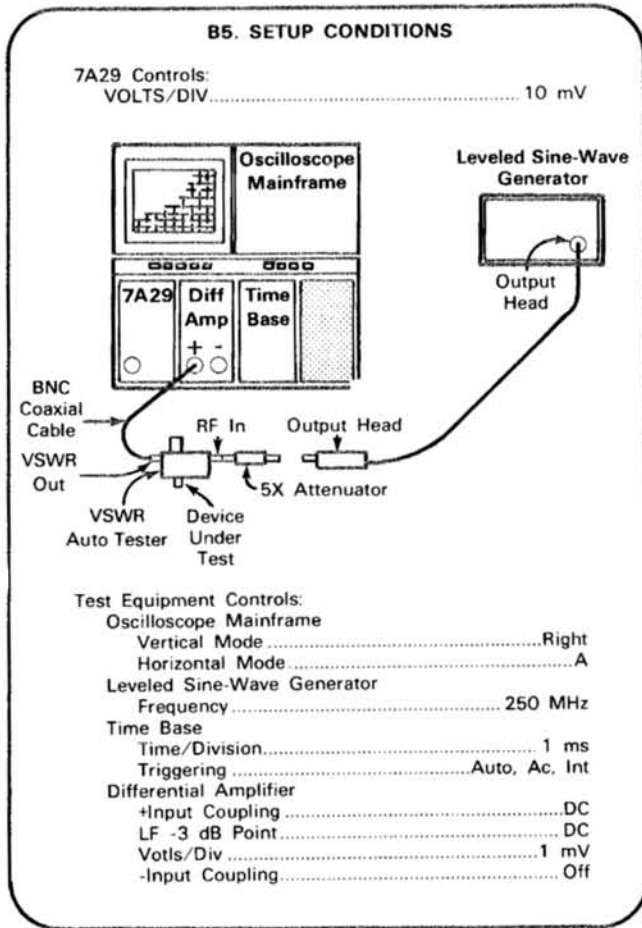 B5. SETUP CONDITIONS
7A29 Controls:
VOLTS/DIV 10 mV
Oscilloscope
Mainframe
Leveled Sine-Wave
Generator
Output
Head
7A29
Diff
Amp
+ -
Time
Base
BNC
Coaxial
Cable
RF In
Output Head
VSWR
Out
5X Attenuator
VSWR
Auto Tester
Device
Under
Test
Test Equipment Controls:
Oscilloscope Mainframe
Vertical Mode Right
Horizontal Mode A
Leveled Sine-Wave Generator
Frequency 250 MHz
Time Base
Time/Division 1 ms
Triggering Auto, Ac, Int
Differential Amplifier
+Input Coupling DC
LF -3 dB Point DC
Votls/Div 1 mV
-Input Coupling Off